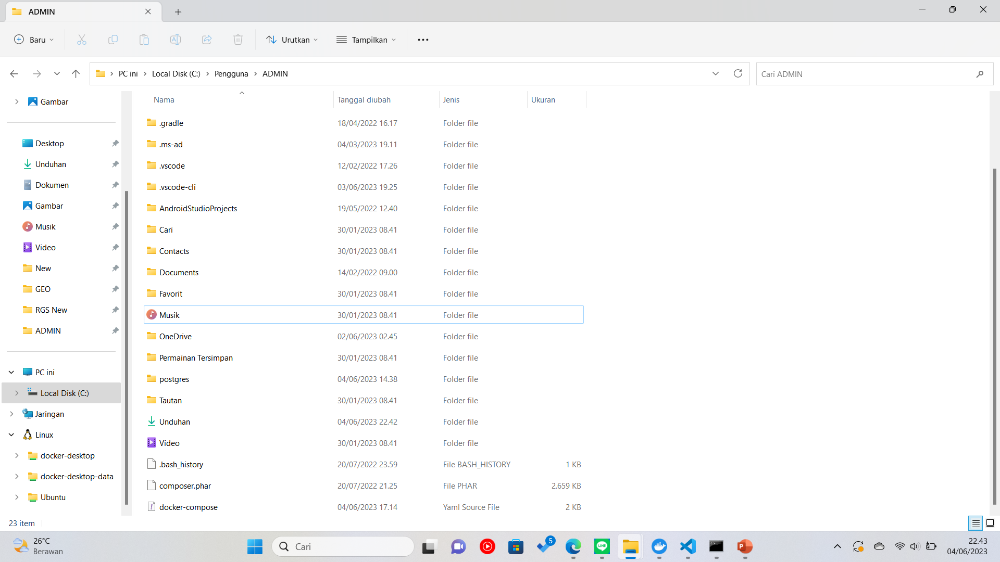 ADMIN
Baru
Urutkan
Tampilkan
PC ini
Local Disk (C:)
Pengguna
ADMIN
Cari ADMIN
Gambar
Desktop
Unduhan
Dokumen
Gambar
Musik
Video
New
GEO
RGS New
ADMIN
PC ini
Local Disk (C:)
Jaringan
Linux
docker-desktop
docker-desktop-data
Ubuntu
Nama Tanggal diubah Jenis Ukuran
.gradle 18/04/2022 16.17 Folder file
.ms-ad 04/03/2023 19.11 Folder file
.vscode 12/02/2022 17.26 Folder file
.vscode-cli 03/06/2023 19.25 Folder file
AndroidStudioProjects 19/05/2022 12.40 Folder file
Cari 30/01/2023 08.41 Folder file
Contacts 30/01/2023 08.41 Folder file
Documents 14/02/2022 09.00 Folder file
Favorit 30/01/2023 08.41 Folder file
Musik 30/01/2023 08.41 Folder file
OneDrive 02/06/2023 02.45 Folder file
Permainan Tersimpan 30/01/2023 08.41 Folder file
postgres 04/06/2023 14.38 Folder file
Tautan 30/01/2023 08.41 Folder file
Unduhan 04/06/2023 22.42 Folder file
Video 30/01/2023 08.41 Folder file
.bash_history 20/07/2022 23.59 File BASH_HISTORY 1 KB
composer.phar 20/07/2022 21.25 File PHAR 2.659 KB
docker-compose 04/06/2023 17.14 Yaml Source File 2 KB
23 item
26°C
Berawan
Cari
5
LINE
P
22.43
04/06/2023